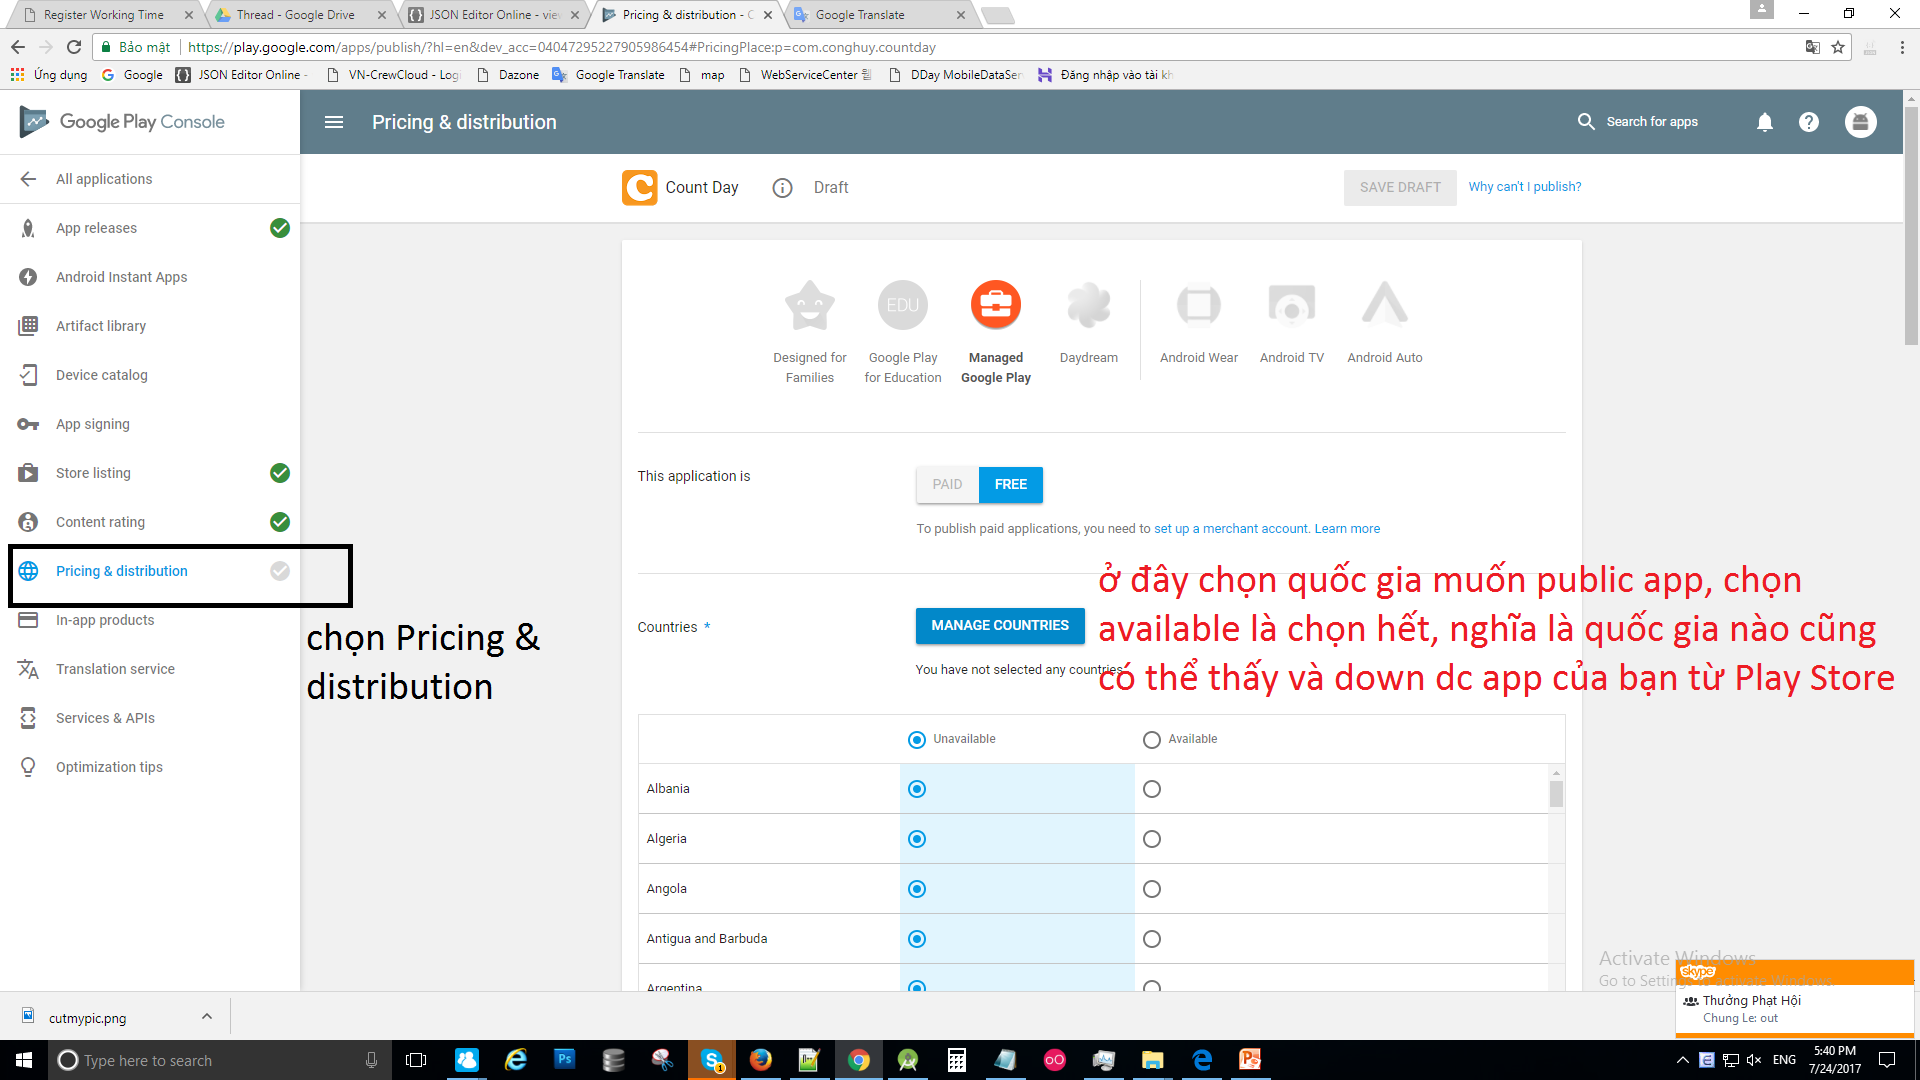 Register Working Time
Thread - Google Drive
JSON Editor Online - vie
Pricing & distribution - C
Google Translate
Bảo mật
https://play.google.com/apps/publish/?hl=en&dev_acc=04047295227905986454#PricingPlace:p=com.conghuy.countday
Ứng dụng
Google
JSON Editor Online -
VN-CrewCloud - Log
Dazone
Google Translate
map
WebServiceCenter
DDay MobileDataSer
Đăng nhập vào tài kh
Google Play Console
Pricing & distribution
Search for apps
All applications
Count Day
Draft
SAVE DRAFT
Why can't I publish?
App releases
Android Instant Apps
Artifact library
Device catalog
App signing
Store listing
Content rating
Pricing & distribution
In-app products
Translation service
Services & APIs
Optimization tips
chọn Pricing &
distribution
EDU
Designed for
Families
Google Play
for Education
Managed
Google Play
Daydream
Android Wear
Android TV
Android Auto
This application is
PAID
FREE
To publish paid applications, you need to set up a merchant account. Learn more
ở đây chọn quốc gia muốn public app, chọn
available là chọn hết, nghĩa là quốc gia nào cũng
có thể thấy và down dc app của bạn từ Play Store
Countries *
MANAGE COUNTRIES
You have not selected any countries
Unavailable
Available
Albania
Algeria
Angola
Antigua and Barbuda
Argentina
Activate Windows
Go to Settings to activate Windows.
skype
Thưởng Phạt Hội
Chung Le: out
cutmypic.png
Type here to search
Ps
1
ENG
5:40 PM
7/24/2017